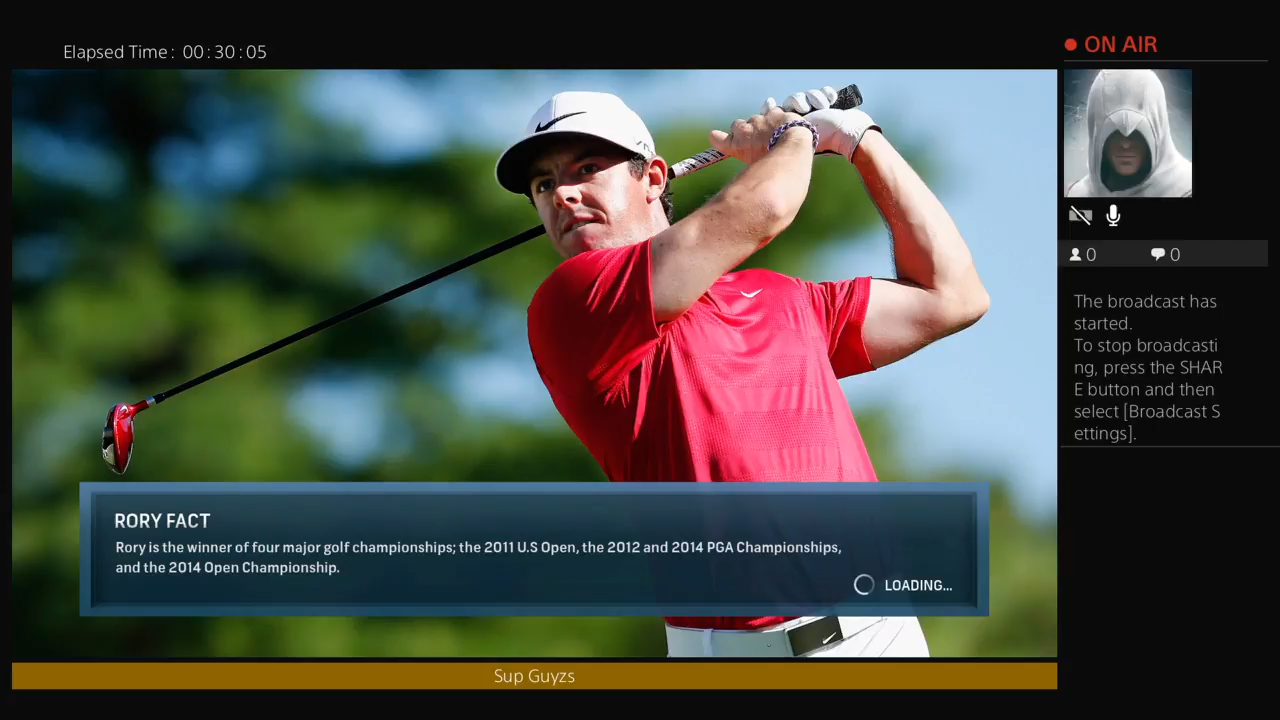 Elapsed Time: 00:30:05
ON AIR
0 0
The broadcast has
started.
To stop broadcasti
ng, press the SHAR
E button and then
select [Broadcast S
ettings].
RORY FACT
Rory is the winner of four major golf championships; the 2011 U.S Open, the 2012 and 2014 PGA Championships,
and the 2014 Open Championship.
LOADING...
Sup Guyzs